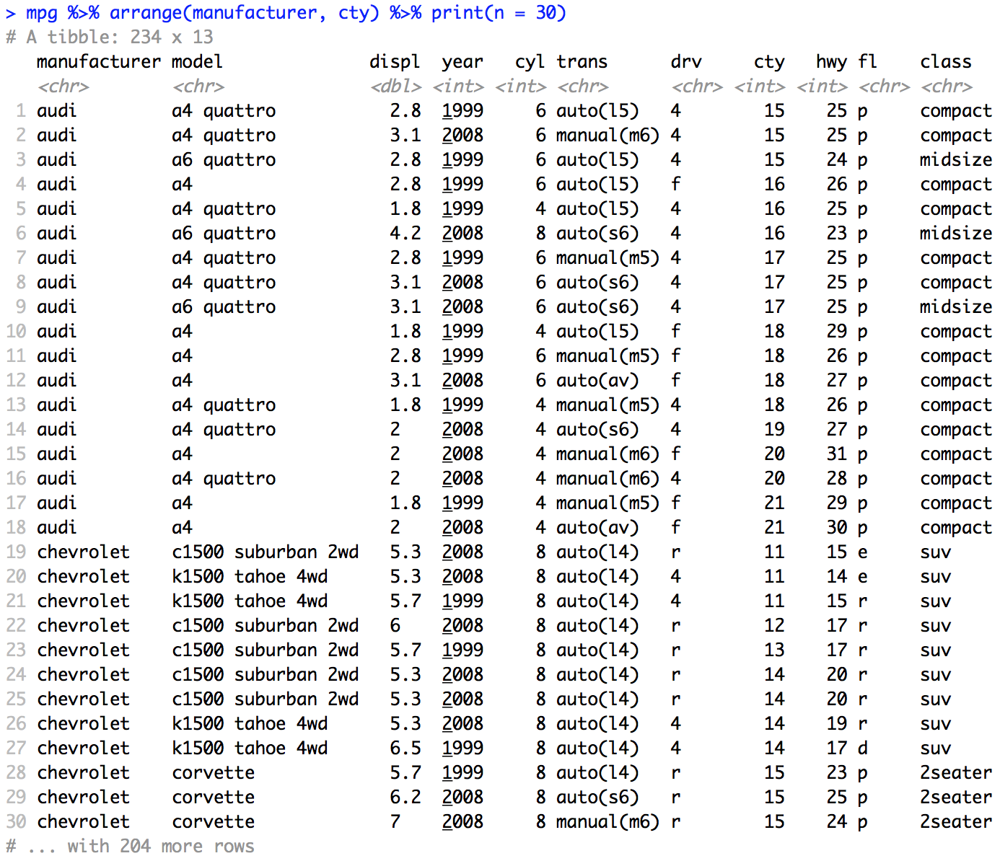 > mpg %>% arrange(manufacturer, cty) %>% print(n = 30)
# A tibble: 234 x 13
   manufacturer model              displ  year   cyl trans      drv     cty   hwy fl    class
   <chr>        <chr>              <dbl> <int> <int> <chr>      <chr> <int> <int> <chr> <chr>
 1 audi         a4 quattro           2.8  1999     6 auto(l5)   4        15    25 p     compact
 2 audi         a4 quattro           3.1  2008     6 manual(m6) 4        15    25 p     compact
 3 audi         a6 quattro           2.8  1999     6 auto(l5)   4        15    24 p     midsize
 4 audi         a4                   2.8  1999     6 auto(l5)   f        16    26 p     compact
 5 audi         a4 quattro           1.8  1999     4 auto(l5)   4        16    25 p     compact
 6 audi         a6 quattro           4.2  2008     8 auto(s6)   4        16    23 p     midsize
 7 audi         a4 quattro           2.8  1999     6 manual(m5) 4        17    25 p     compact
 8 audi         a4 quattro           3.1  2008     6 auto(s6)   4        17    25 p     compact
 9 audi         a6 quattro           3.1  2008     6 auto(s6)   4        17    25 p     midsize
10 audi         a4                   1.8  1999     4 auto(l5)   f        18    29 p     compact
11 audi         a4                   2.8  1999     6 manual(m5) f        18    26 p     compact
12 audi         a4                   3.1  2008     6 auto(av)   f        18    27 p     compact
13 audi         a4 quattro           1.8  1999     4 manual(m5) 4        18    26 p     compact
14 audi         a4 quattro           2    2008     4 auto(s6)   4        19    27 p     compact
15 audi         a4                   2    2008     4 manual(m6) f        20    31 p     compact
16 audi         a4 quattro           2    2008     4 manual(m6) 4        20    28 p     compact
17 audi         a4                   1.8  1999     4 manual(m5) f        21    29 p     compact
18 audi         a4                   2    2008     4 auto(av)   f        21    30 p     compact
19 chevrolet    c1500 suburban 2wd   5.3  2008     8 auto(l4)   r        11    15 e     suv
20 chevrolet    k1500 tahoe 4wd      5.3  2008     8 auto(l4)   4        11    14 e     suv
21 chevrolet    k1500 tahoe 4wd      5.7  1999     8 auto(l4)   4        11    15 r     suv
22 chevrolet    c1500 suburban 2wd   6    2008     8 auto(l4)   r        12    17 r     suv
23 chevrolet    c1500 suburban 2wd   5.7  1999     8 auto(l4)   r        13    17 r     suv
24 chevrolet    c1500 suburban 2wd   5.3  2008     8 auto(l4)   r        14    20 r     suv
25 chevrolet    c1500 suburban 2wd   5.3  2008     8 auto(l4)   r        14    20 r     suv
26 chevrolet    k1500 tahoe 4wd      5.3  2008     8 auto(l4)   4        14    19 r     suv
27 chevrolet    k1500 tahoe 4wd      6.5  1999     8 auto(l4)   4        14    17 d     suv
28 chevrolet    corvette             5.7  1999     8 auto(l4)   r        15    23 p     2seater
29 chevrolet    corvette             6.2  2008     8 auto(s6)   r        15    25 p     2seater
30 chevrolet    corvette             7    2008     8 manual(m6) r        15    24 p     2seater
# ... with 204 more rows